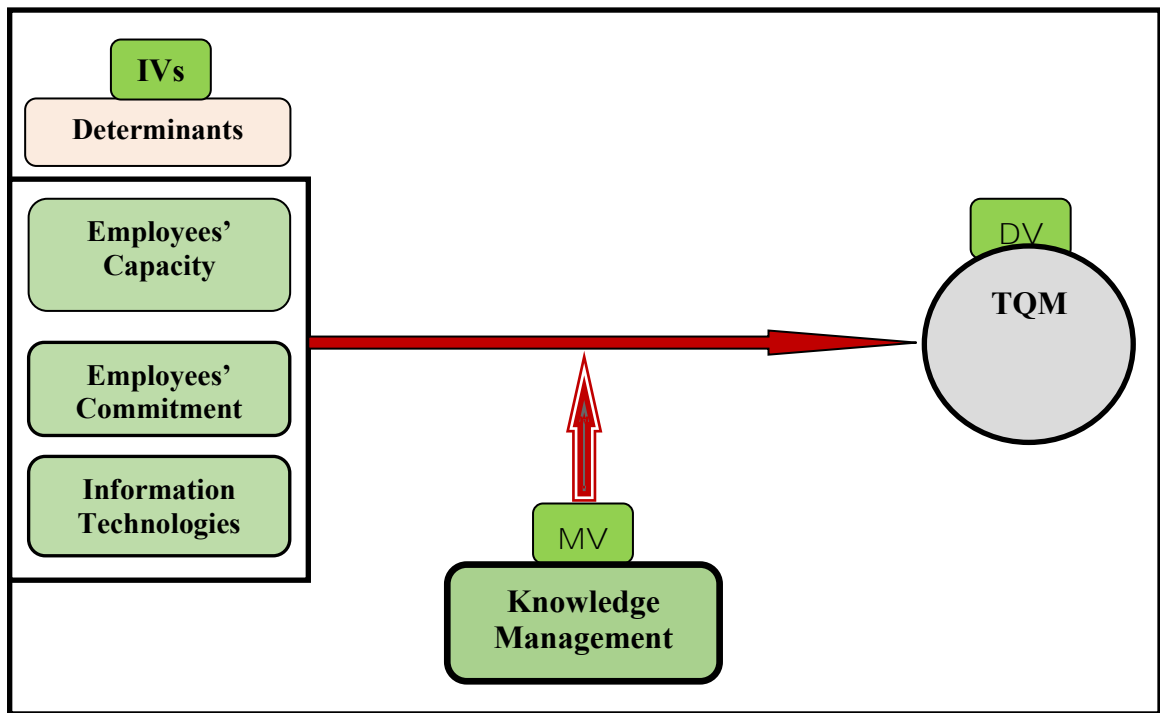 IVs
Determinants
Employees’
Capacity
Employees’
Commitment
Information
Technologies
DV
TQM
MV
Knowledge
Management